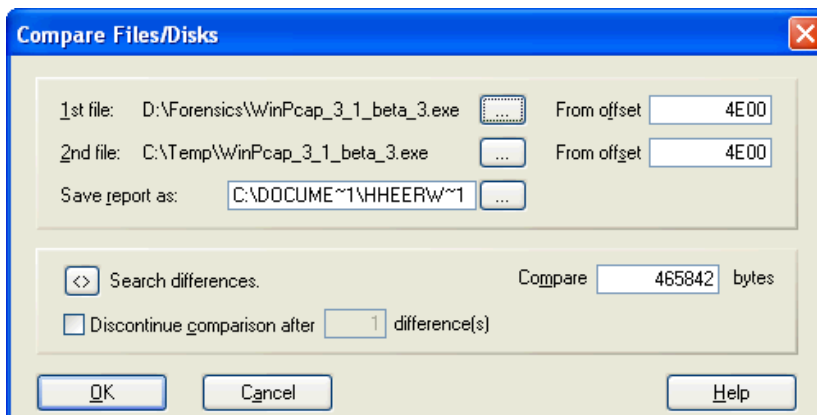 Compare Files/Disks
1st file: D:\Forensics\WinPcap_3_1_beta_3.exe ... From offset 4E00
2nd file: C:\Temp\WinPcap_3_1_beta_3.exe ... From offset 4E00
Save report as: C:\DOCUME~1\HHEERW~1 ...
<> Search differences. Compare 465842 bytes
Discontinue comparison after 1 difference(s)
OK Cancel Help